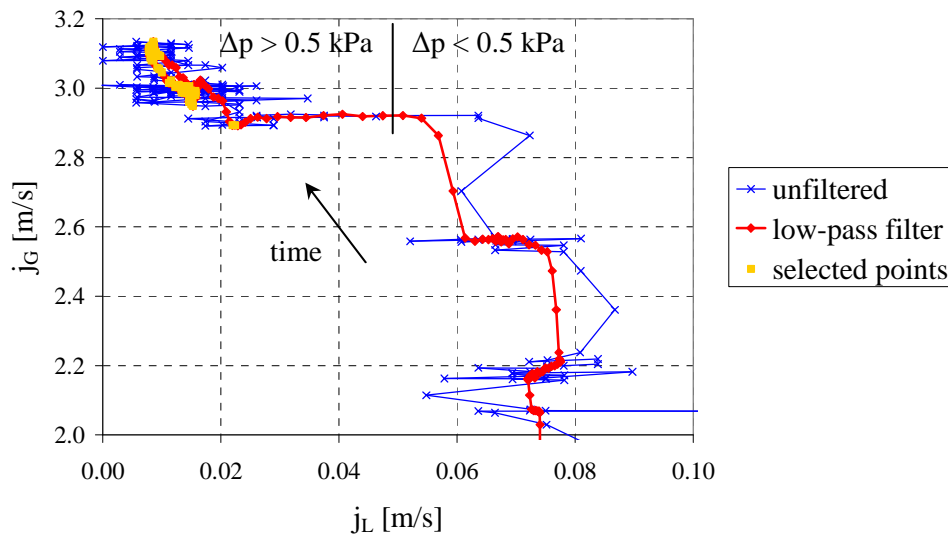 3.2
3.0
2.8
2.6
2.4
2.2
2.0
j_G [m/s]
Δp > 0.5 kPa
Δp < 0.5 kPa
time
0.00
0.02
0.04
0.06
0.08
0.10
j_L [m/s]
unfiltered
low-pass filter
selected points